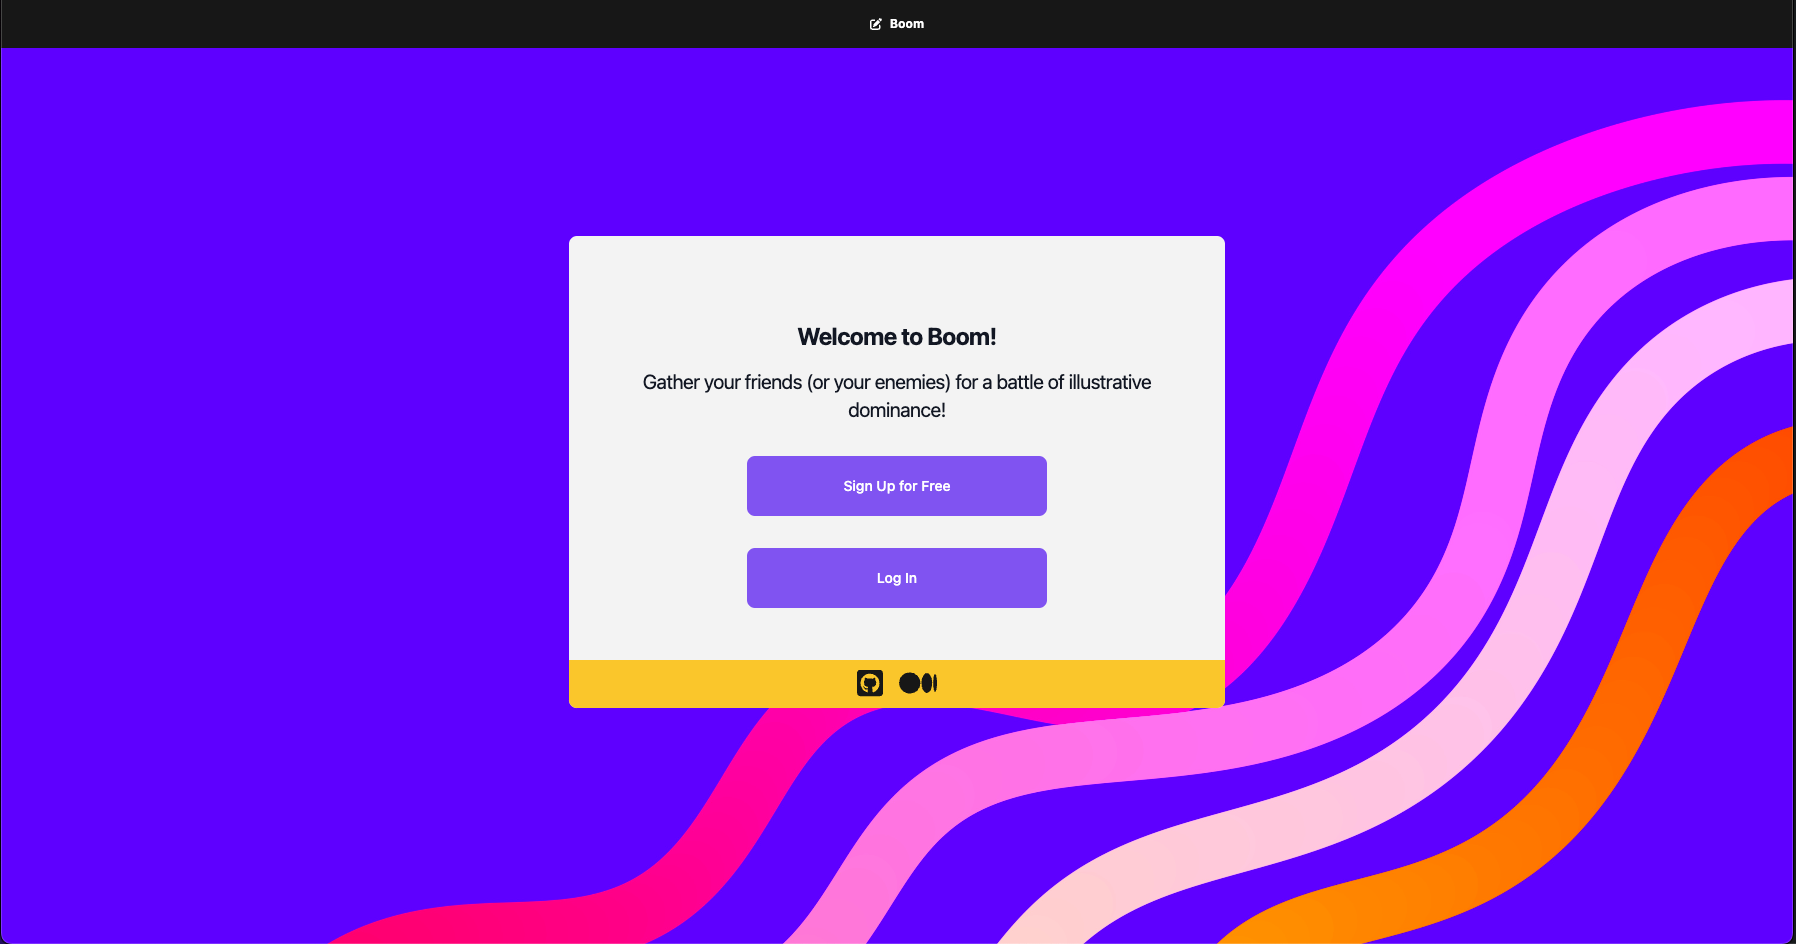 Boom
Welcome to Boom!
Gather your friends (or your enemies) for a battle of illustrative
dominance!
Sign Up for Free
Log In